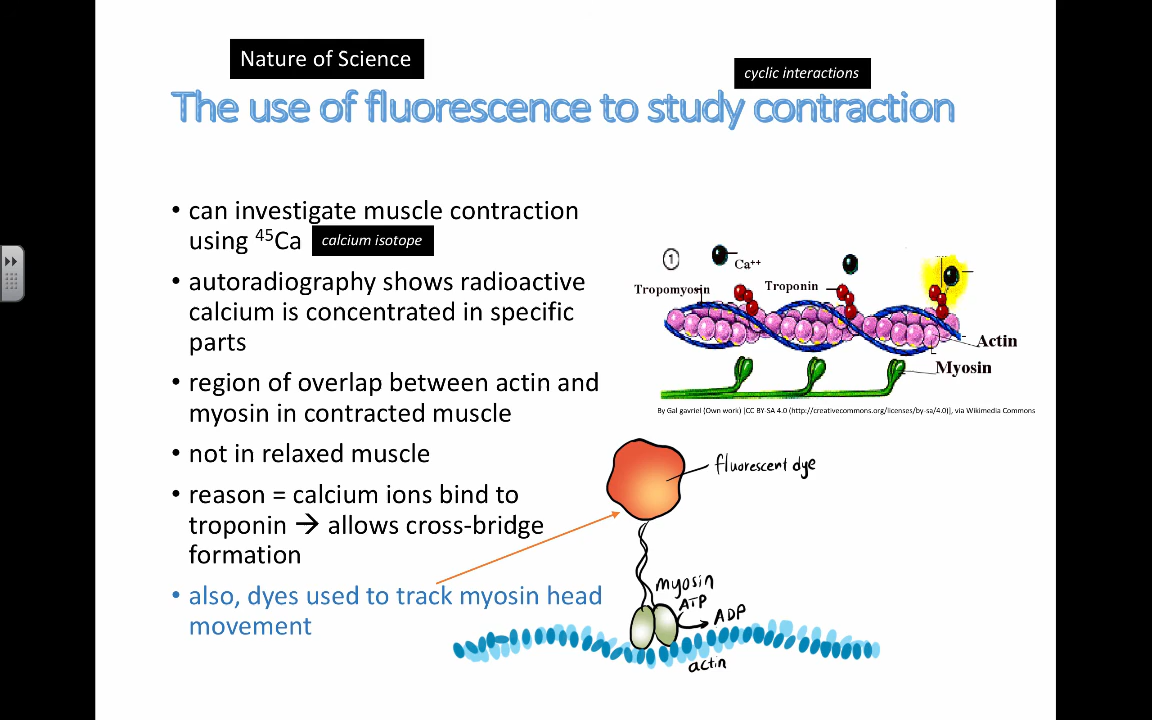 Nature of Science
cyclic interactions
The use of fluorescence to study contraction
• can investigate muscle contraction
using ⁴⁵Ca
calcium isotope
• autoradiography shows radioactive
calcium is concentrated in specific
parts
• region of overlap between actin and
myosin in contracted muscle
• not in relaxed muscle
• reason = calcium ions bind to
troponin → allows cross-bridge
formation
• also, dyes used to track myosin head
movement
1
Ca⁺⁺
Tropomyosin
Troponin
Actin
Myosin
By Gal gavriel (Own work) [CC BY-SA 4.0 (http://creativecommons.org/licenses/by-sa/4.0)], via Wikimedia Commons
fluorescent dye
myosin
ATP
ADP
actin